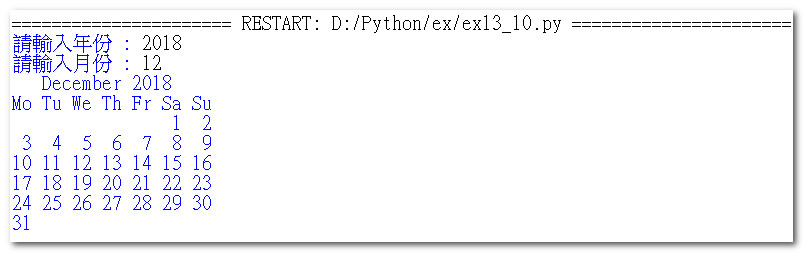 ===================== RESTART: D:/Python/ex/ex13_10.py =====================
請輸入年份 : 2018
請輸入月份 : 12
   December 2018
Mo Tu We Th Fr Sa Su
                1  2
 3  4  5  6  7  8  9
10 11 12 13 14 15 16
17 18 19 20 21 22 23
24 25 26 27 28 29 30
31